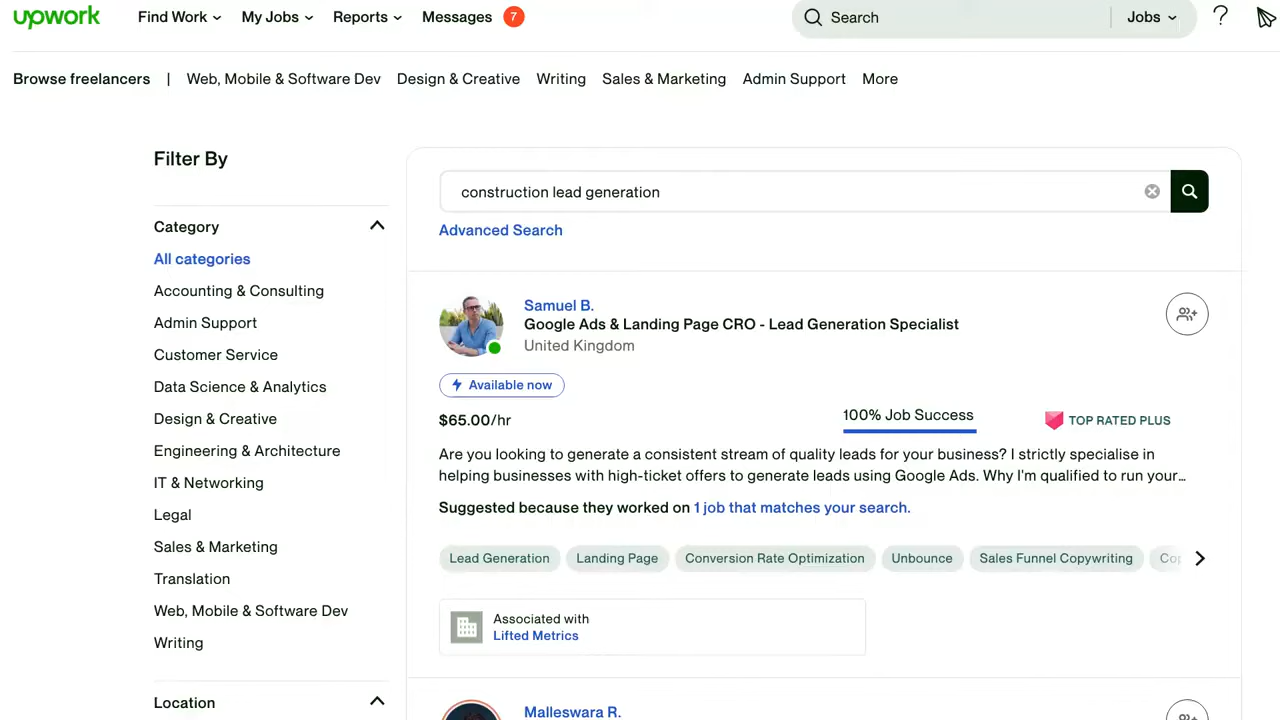 upwork Find Work My Jobs Reports Messages 7 Search Jobs ?
Browse freelancers | Web, Mobile & Software Dev Design & Creative Writing Sales & Marketing Admin Support More
Filter By
Category
All categories
Accounting & Consulting
Admin Support
Customer Service
Data Science & Analytics
Design & Creative
Engineering & Architecture
IT & Networking
Legal
Sales & Marketing
Translation
Web, Mobile & Software Dev
Writing
Location
construction lead generation
Advanced Search
Samuel B.
Google Ads & Landing Page CRO - Lead Generation Specialist
United Kingdom
Available now
$65.00/hr 100% Job Success TOP RATED PLUS
Are you looking to generate a consistent stream of quality leads for your business? I strictly specialise in
helping businesses with high-ticket offers to generate leads using Google Ads. Why I'm qualified to run your...
Suggested because they worked on 1 job that matches your search.
Lead Generation Landing Page Conversion Rate Optimization Unbounce Sales Funnel Copywriting
Associated with
Lifted Metrics
Malleswara R.